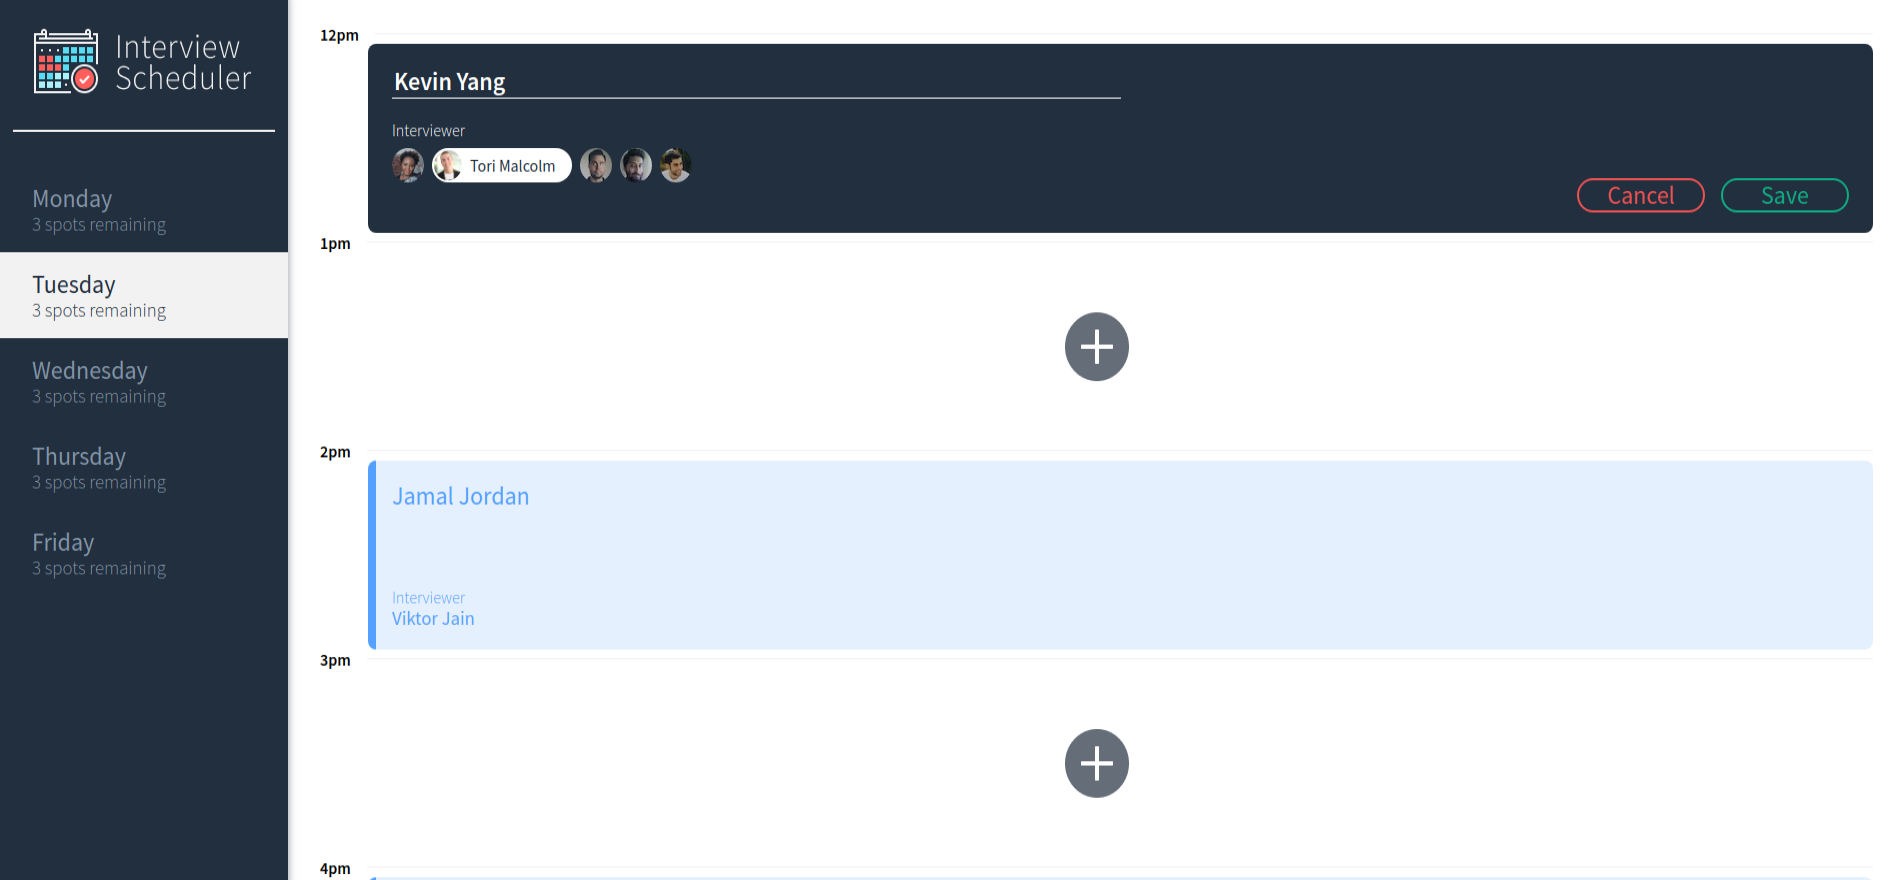 Interview
Scheduler
Monday
3 spots remaining
Tuesday
3 spots remaining
Wednesday
3 spots remaining
Thursday
3 spots remaining
Friday
3 spots remaining
12pm
Kevin Yang
Interviewer
Tori Malcolm
Cancel Save
1pm
2pm
Jamal Jordan
Interviewer
Viktor Jain
3pm
4pm